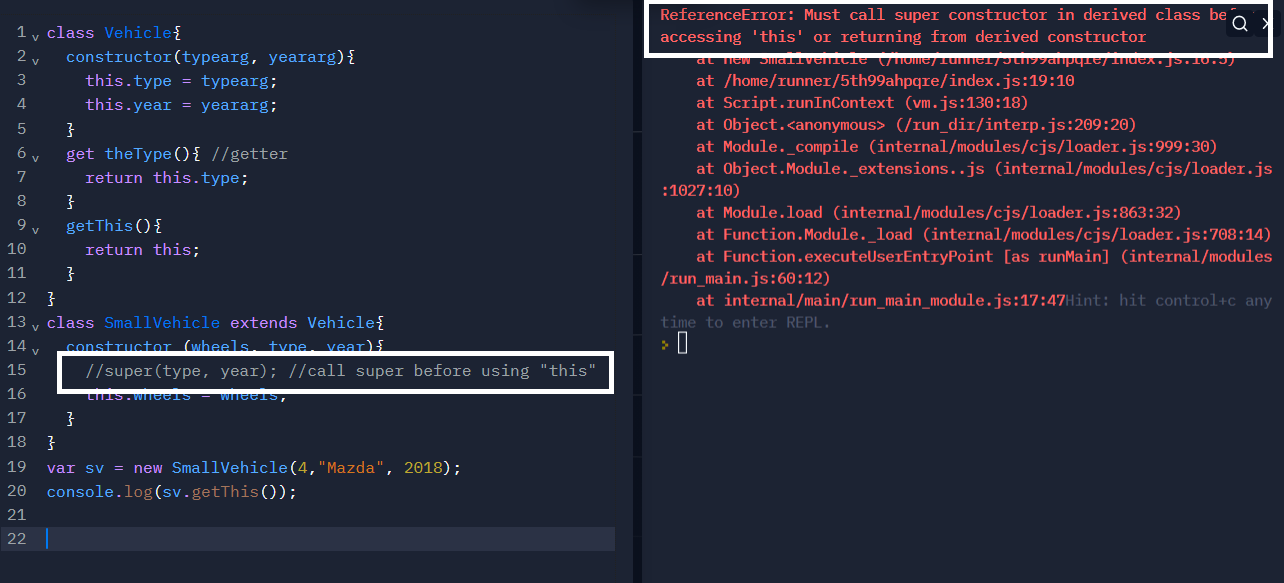 1 class Vehicle{
2 constructor(typearg, yeararg){
3 this.type = typearg;
4 this.year = yeararg;
5 }
6 get theType(){ //getter
7 return this.type;
8 }
9 getThis(){
10 return this;
11 }
12 }
13 class SmallVehicle extends Vehicle{
14 constructor (wheels, type, year){
15 //super(type, year); //call super before using "this"
16 this.wheels = wheels;
17 }
18 }
19 var sv = new SmallVehicle(4,"Mazda", 2018);
20 console.log(sv.getThis());
21
22
ReferenceError: Must call super constructor in derived class
accessing 'this' or returning from derived constructor
at new SmallVehicle (/home/runner/5th99ahpqre/index.js:16:5)
at /home/runner/5th99ahpqre/index.js:19:10
at Script.runInContext (vm.js:130:18)
at Object.<anonymous> (/run_dir/interp.js:209:20)
at Module._compile (internal/modules/cjs/loader.js:999:30)
at Object.Module._extensions..js (internal/modules/cjs/loader.js
:1027:10)
at Module.load (internal/modules/cjs/loader.js:863:32)
at Function.Module._load (internal/modules/cjs/loader.js:708:14)
at Function.executeUserEntryPoint [as runMain] (internal/modules
/run_main.js:60:12)
at internal/main/run_main_module.js:17:47Hint: hit control+c any
time to enter REPL.